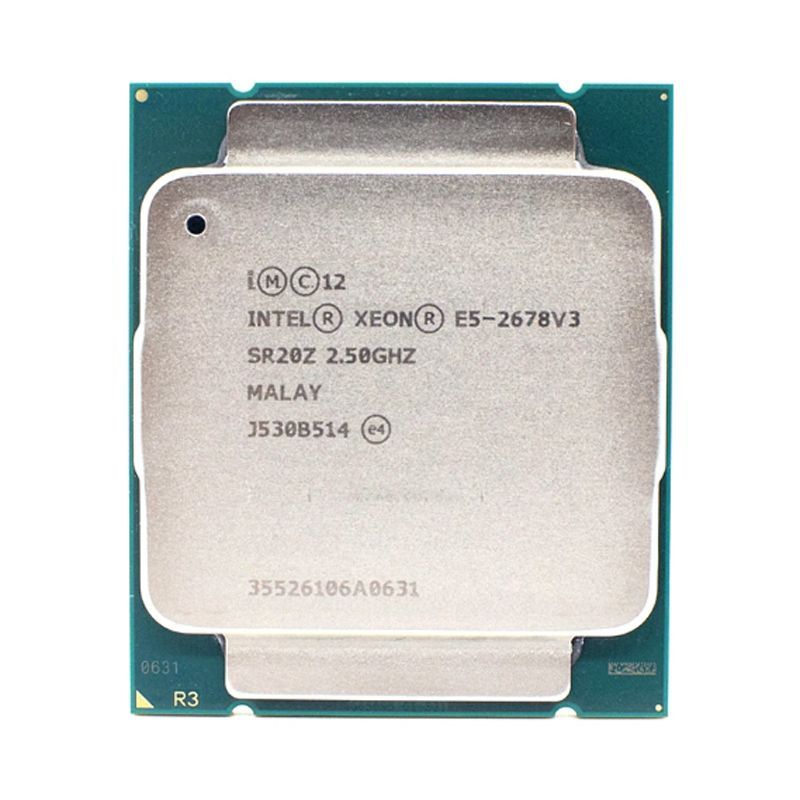 i Ⓜ Ⓒ 12
INTEL® XEON® E5-2678V3
SR20Z 2.50GHZ
MALAY
J530B514 (e4)
35526106A0631
0631
R3